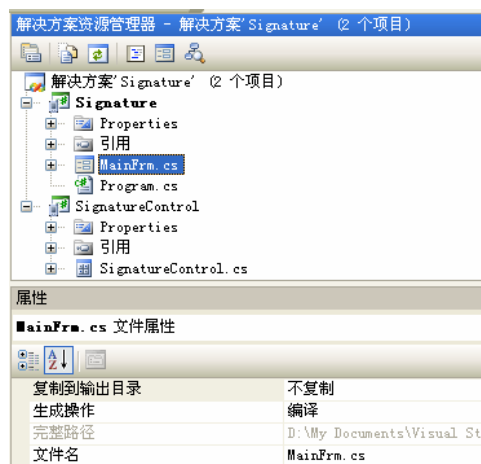 解决方案资源管理器 - 解决方案'Signature' (2 个项目)
解决方案'Signature' (2 个项目)
Signature
Properties
引用
MainFrm.cs
Program.cs
SignatureControl
Properties
引用
SignatureControl.cs
属性
MainFrm.cs 文件属性
复制到输出目录 不复制
生成操作 编译
完整路径 D:\My Documents\Visual St
文件名 MainFrm.cs